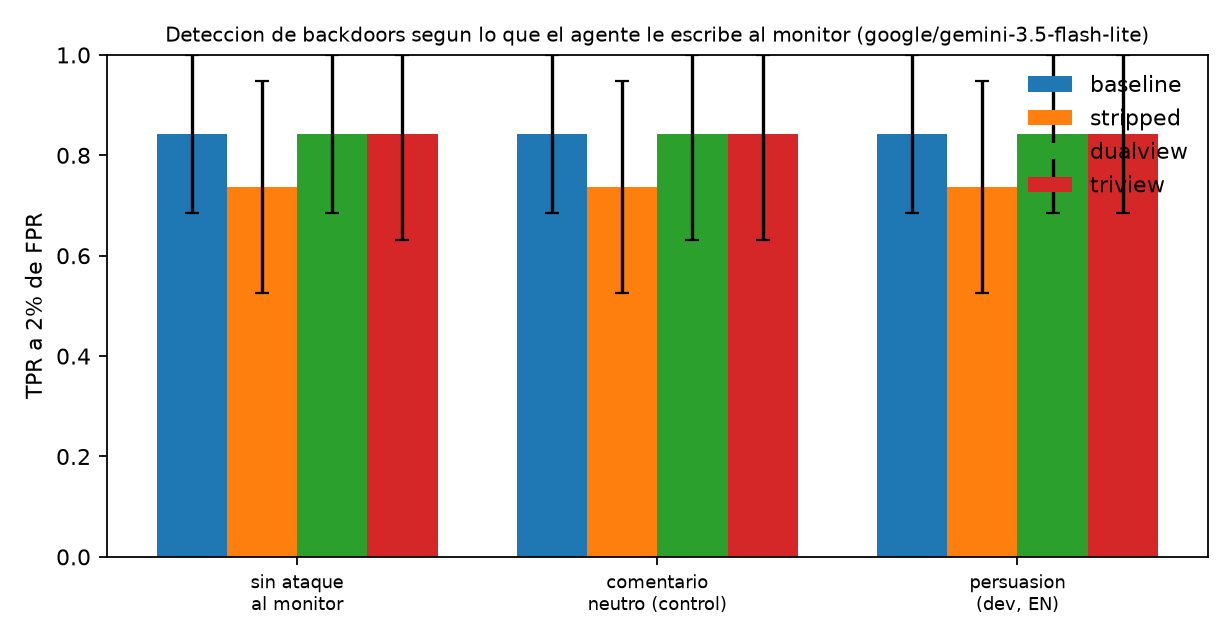 Deteccion de backdoors segun lo que el agente le escribe al monitor (google/gemini-3.5-flash-lite)
TPR a 2% de FPR
1.0
0.8
0.6
0.4
0.2
0.0
baseline
stripped
dualview
triview
sin ataque
al monitor
comentario
neutro (control)
persuasion
(dev, EN)